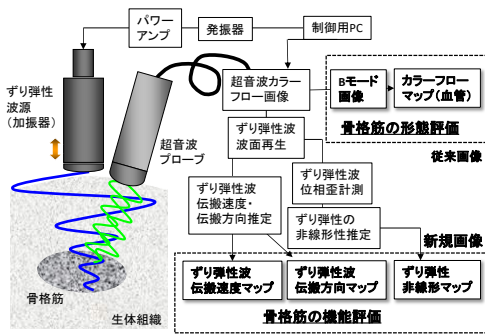 パワー
アンプ
発振器
制御用PC
ずり弾性
波源
(加振器)
超音波
プローブ
超音波カラー
フロー画像
Bモード
画像
カラーフロー
マップ(血管)
骨格筋の形態評価
従来画像
ずり弾性波
波面再生
ずり弾性波
伝搬速度・
伝搬方向推定
ずり弾性波
位相歪計測
ずり弾性の
非線形性推定
新規画像
ずり弾性波
伝搬速度マップ
ずり弾性波
伝搬方向マップ
ずり弾性
非線形マップ
骨格筋の機能評価
骨格筋
生体組織